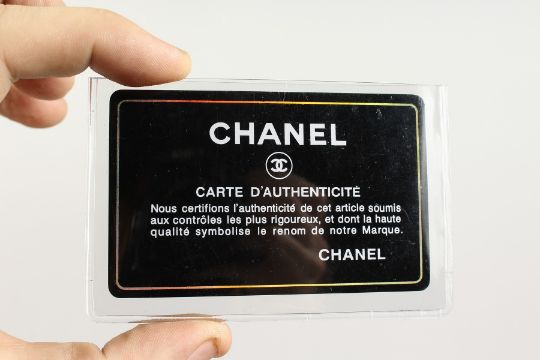 CHANEL
CARTE D'AUTHENTICITÉ
Nous certifions l'authenticité de cet article soumis
aux contrôles les plus rigoureux, et dont la haute
qualité symbolise le renom de notre Marque.
CHANEL